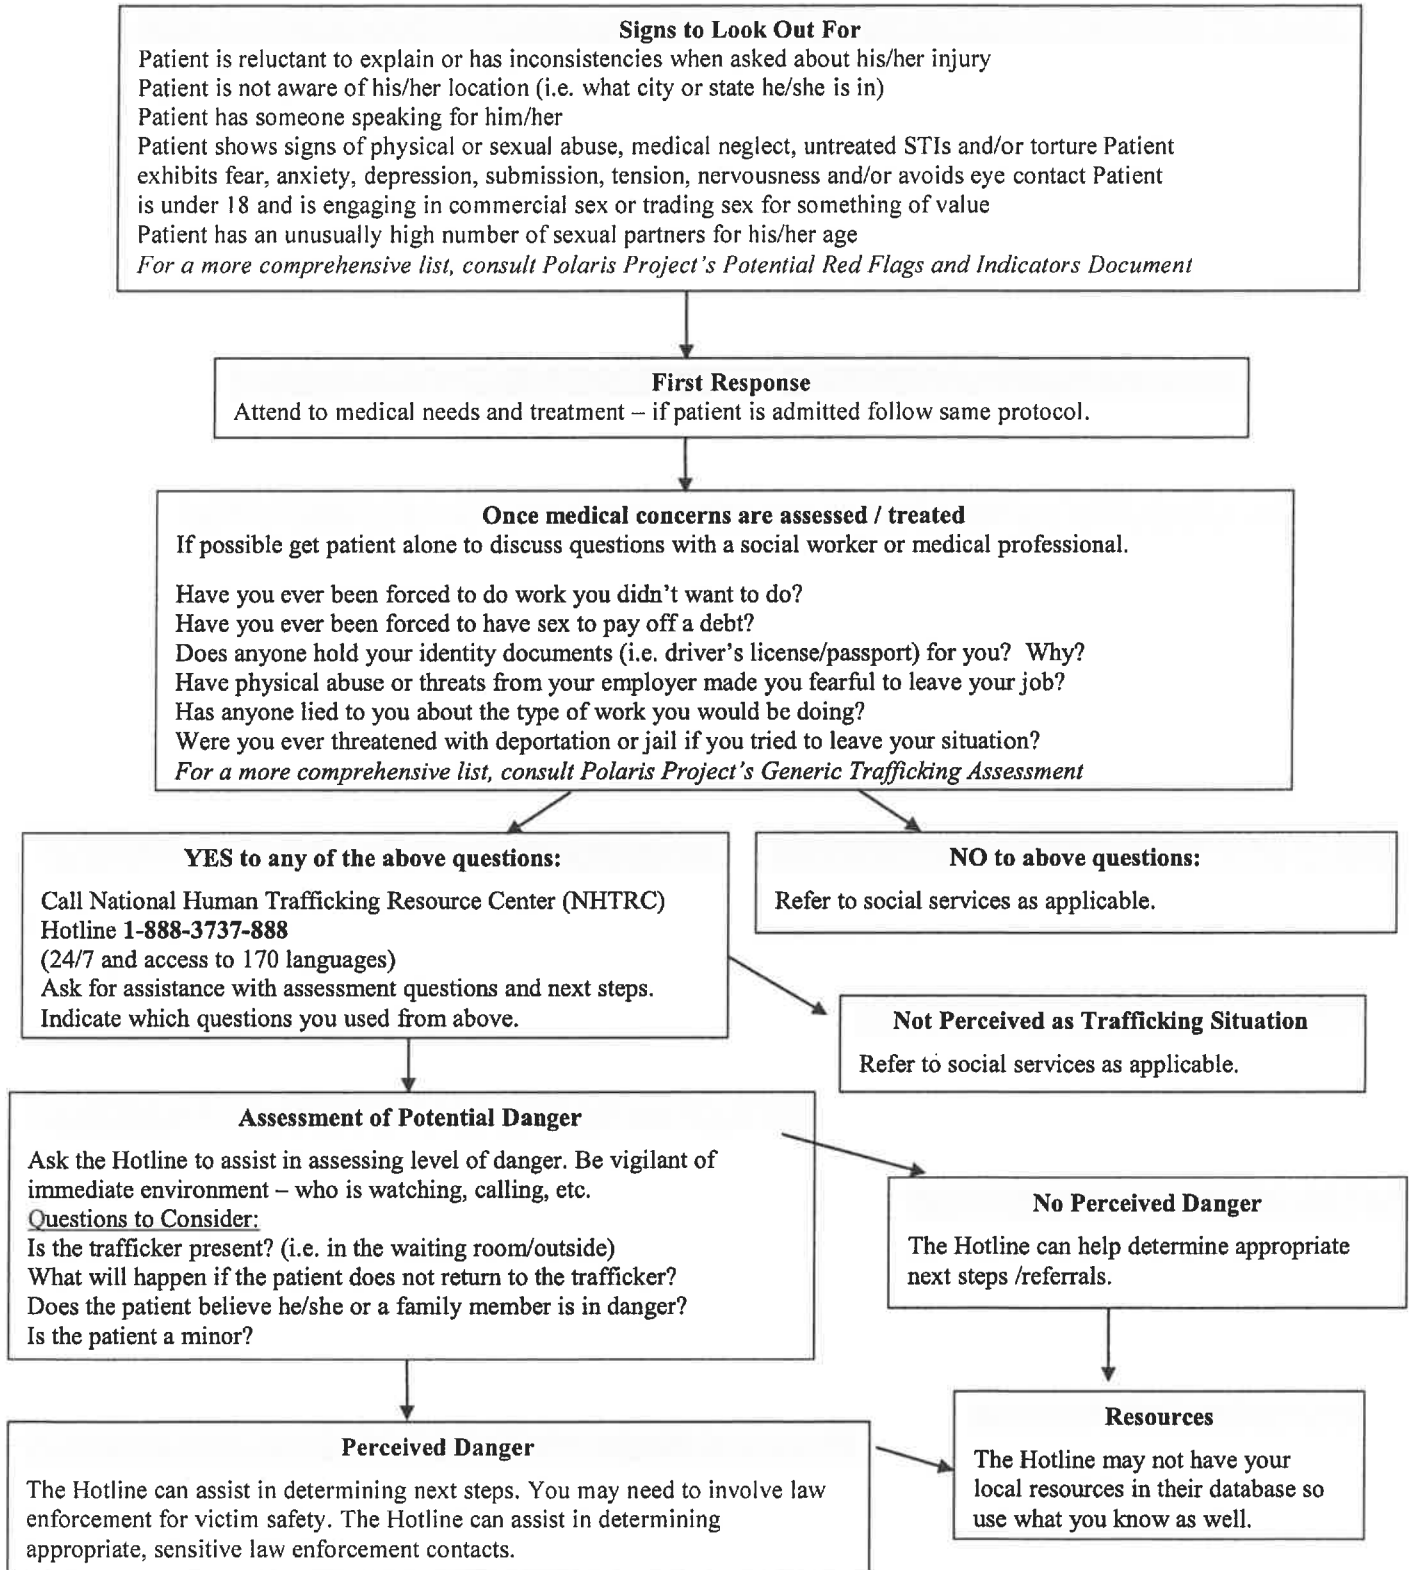 Signs to Look Out For
Patient is reluctant to explain or has inconsistencies when asked about his/her injury
Patient is not aware of his/her location (i.e. what city or state he/she is in)
Patient has someone speaking for him/her
Patient shows signs of physical or sexual abuse, medical neglect, untreated STIs and/or torture Patient
exhibits fear, anxiety, depression, submission, tension, nervousness and/or avoids eye contact Patient
is under 18 and is engaging in commercial sex or trading sex for something of value
Patient has an unusually high number of sexual partners for his/her age
For a more comprehensive list, consult Polaris Project's Potential Red Flags and Indicators Document
First Response
Attend to medical needs and treatment – if patient is admitted follow same protocol.
Once medical concerns are assessed / treated
If possible get patient alone to discuss questions with a social worker or medical professional.
Have you ever been forced to do work you didn't want to do?
Have you ever been forced to have sex to pay off a debt?
Does anyone hold your identity documents (i.e. driver's license/passport) for you? Why?
Have physical abuse or threats from your employer made you fearful to leave your job?
Has anyone lied to you about the type of work you would be doing?
Were you ever threatened with deportation or jail if you tried to leave your situation?
For a more comprehensive list, consult Polaris Project's Generic Trafficking Assessment
YES to any of the above questions:
Call National Human Trafficking Resource Center (NHTRC)
Hotline 1-888-3737-888
(24/7 and access to 170 languages)
Ask for assistance with assessment questions and next steps.
Indicate which questions you used from above.
NO to above questions:
Refer to social services as applicable.
Not Perceived as Trafficking Situation
Refer to social services as applicable.
Assessment of Potential Danger
Ask the Hotline to assist in assessing level of danger. Be vigilant of
immediate environment – who is watching, calling, etc.
Questions to Consider:
Is the trafficker present? (i.e. in the waiting room/outside)
What will happen if the patient does not return to the trafficker?
Does the patient believe he/she or a family member is in danger?
Is the patient a minor?
No Perceived Danger
The Hotline can help determine appropriate
next steps /referrals.
Perceived Danger
The Hotline can assist in determining next steps. You may need to involve law
enforcement for victim safety. The Hotline can assist in determining
appropriate, sensitive law enforcement contacts.
Resources
The Hotline may not have your
local resources in their database so
use what you know as well.